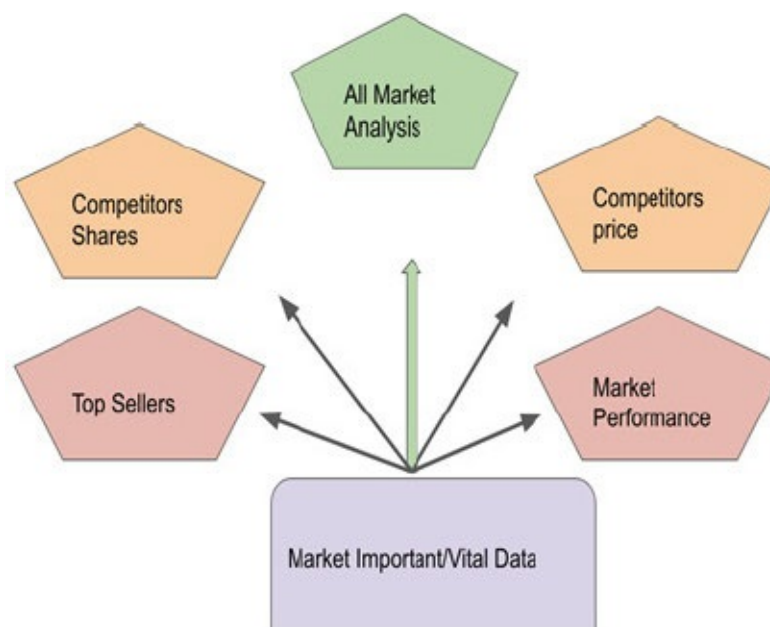 All Market
Analysis
Competitors
Shares
Competitors
price
Top Sellers
Market
Performance
Market Important/Vital Data